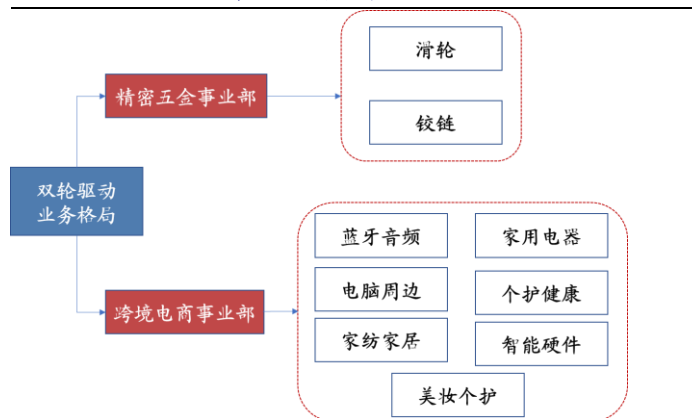 滑轮
精密五金事业部
铰链
双轮驱动
业务格局
蓝牙音频
家用电器
电脑周边
个护健康
跨境电商事业部
家纺家居
智能硬件
美妆个护